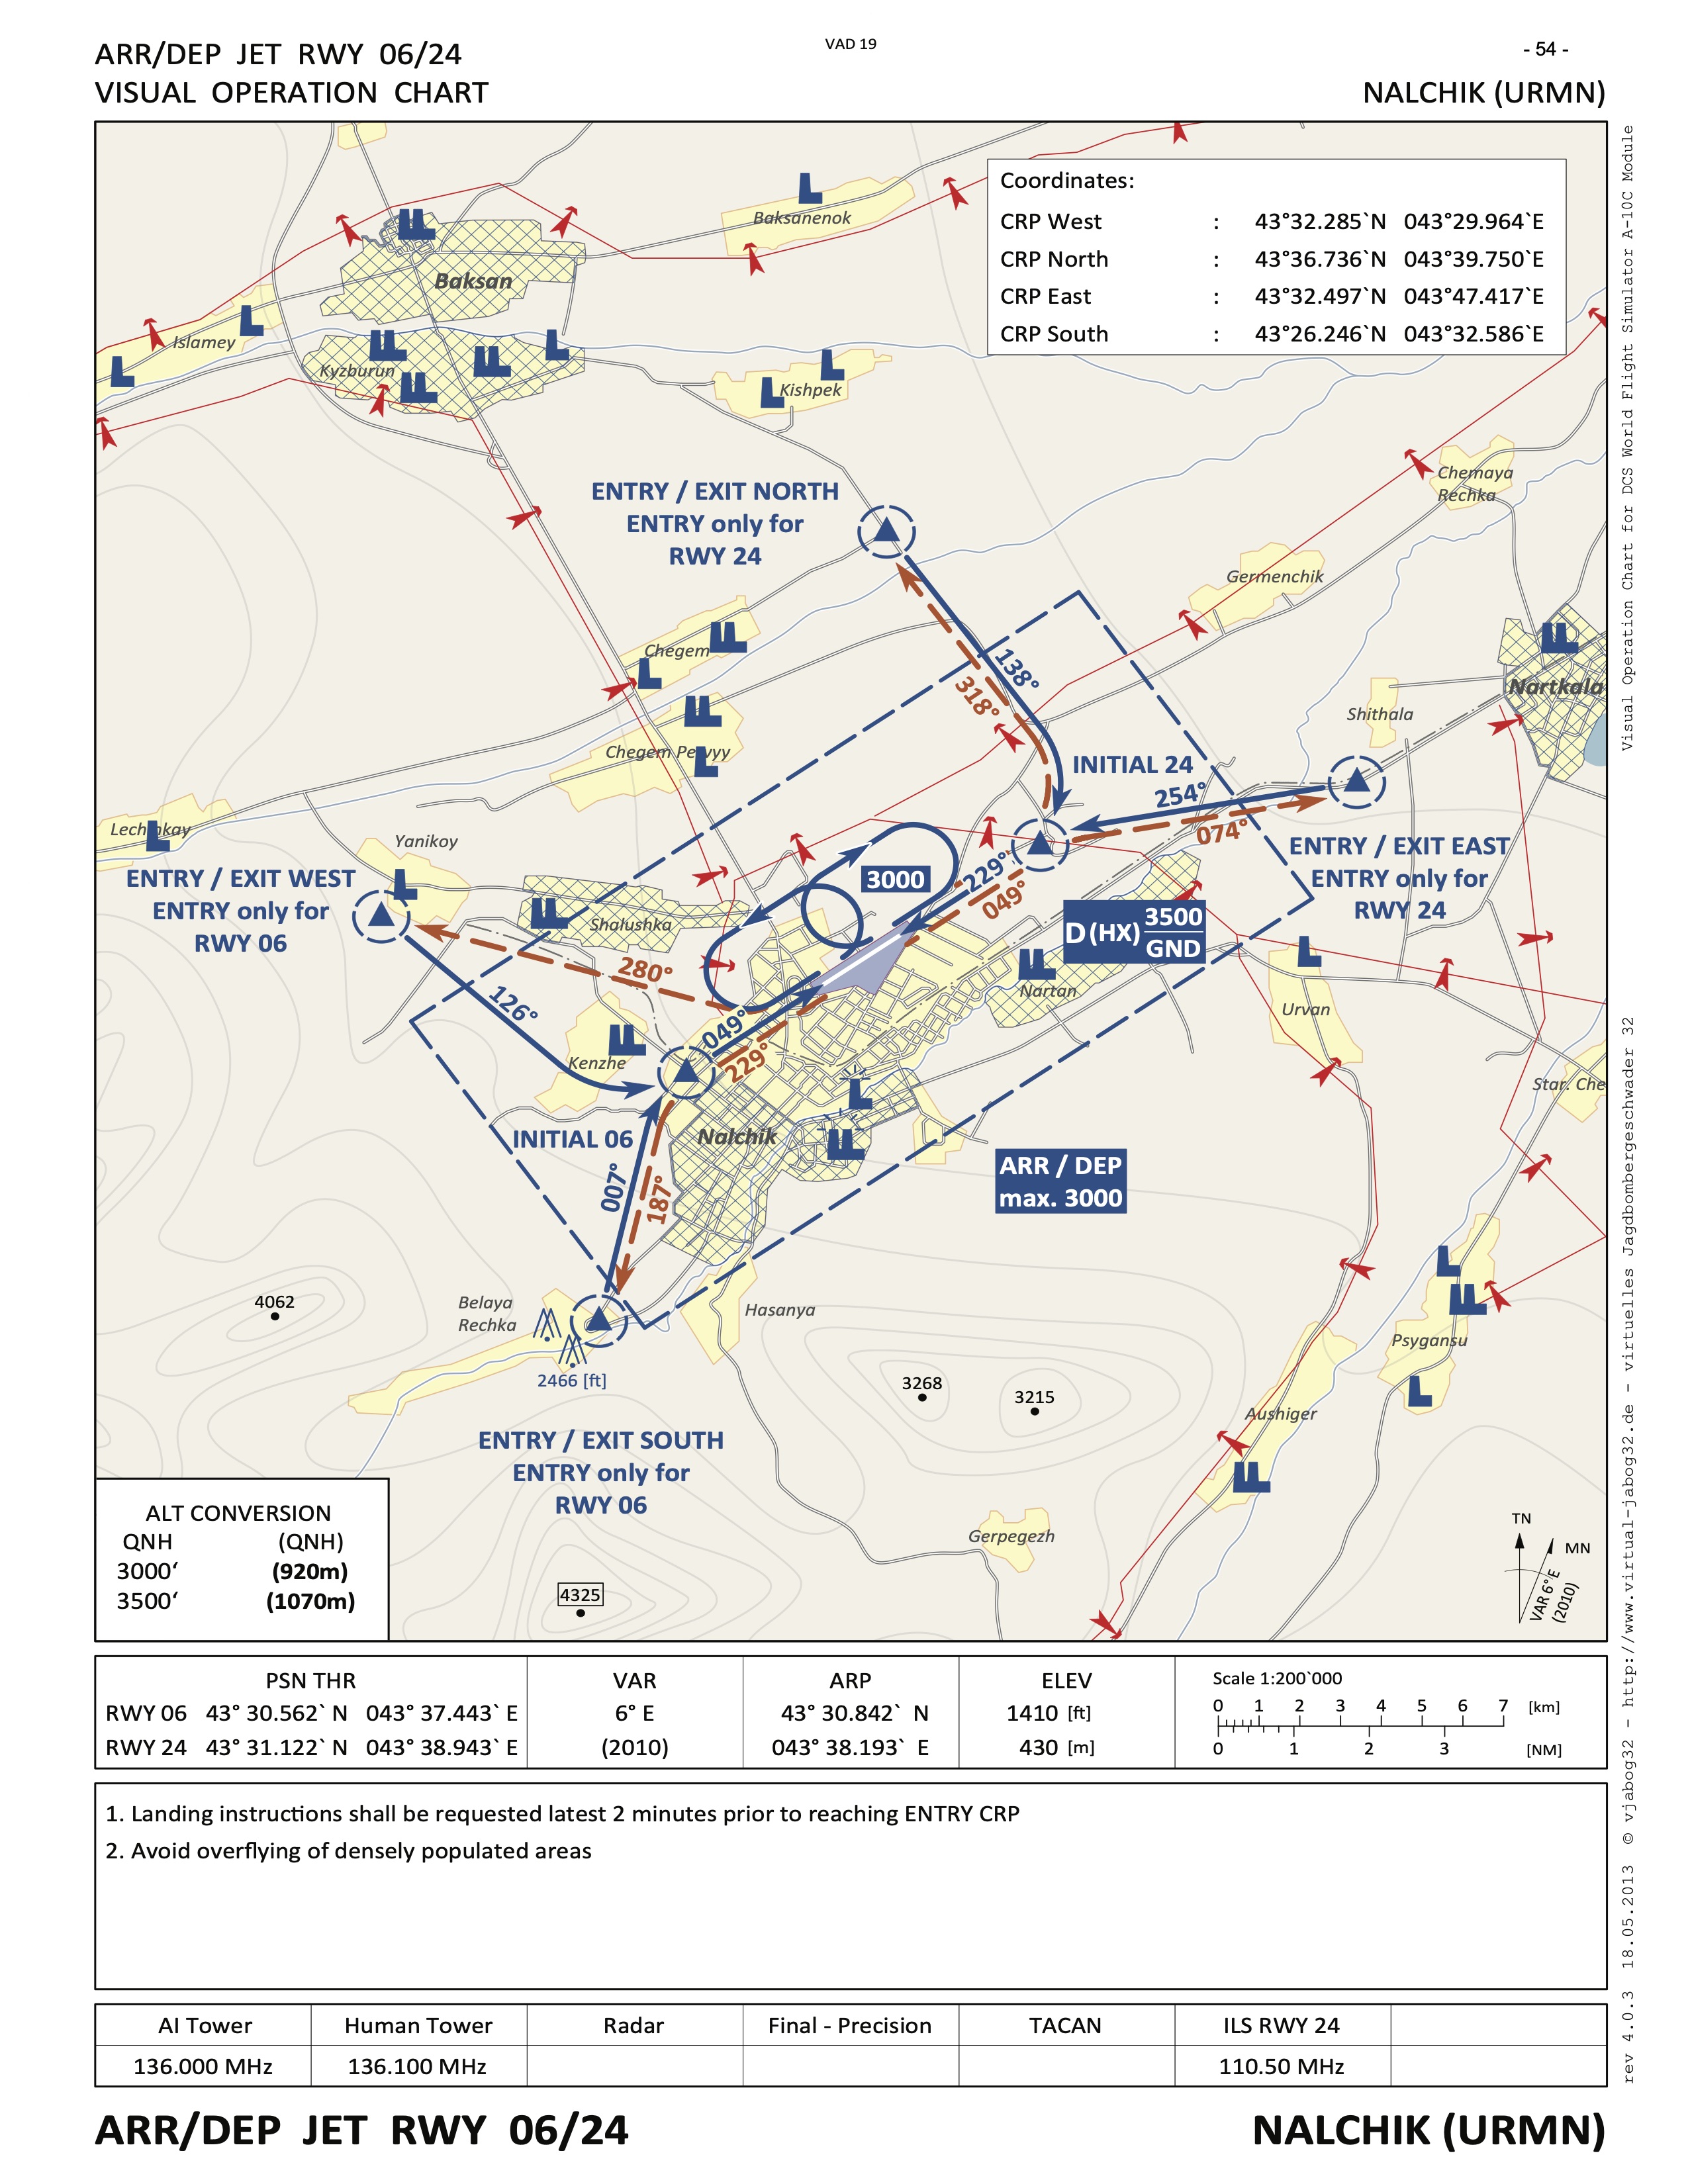 ARR/DEP JET RWY 06/24
VAD 19
- 54 -
VISUAL OPERATION CHART
NALCHIK (URMN)
Coordinates:
CRP West : 43°32.285`N 043°29.964`E
CRP North : 43°36.736`N 043°39.750`E
CRP East : 43°32.497`N 043°47.417`E
CRP South : 43°26.246`N 043°32.586`E
Baksanenok
Baksan
Islamey
Kyzburun
Kishpek
Chemaya
Rechka
ENTRY / EXIT NORTH
ENTRY only for
RWY 24
Germenchik
Chegem
138°
318°
Nartkala
Shithala
Chegem Pervyy
INITIAL 24
254°
074°
Lechinkay
Yanikoy
ENTRY / EXIT EAST
ENTRY only for
RWY 24
ENTRY / EXIT WEST
ENTRY only for
RWY 06
3000
229°
049°
Shalushka
D (HX) 3500
GND
280°
Nartan
126°
Urvan
049°
229°
Kenzhe
Star. Che
INITIAL 06
Nalchik
007°
187°
ARR / DEP
max. 3000
4062
Belaya
Rechka
Hasanya
2466 [ft]
Psygansu
3268
3215
Aushiger
ENTRY / EXIT SOUTH
ENTRY only for
RWY 06
Gerpegezh
4325
ALT CONVERSION
QNH (QNH)
3000‘ (920m)
3500‘ (1070m)
TN
MN
VAR 6° E
(2010)
PSN THR
RWY 06 43° 30.562` N 043° 37.443` E
RWY 24 43° 31.122` N 043° 38.943` E
VAR
6° E
(2010)
ARP
43° 30.842` N
043° 38.193` E
ELEV
1410 [ft]
430 [m]
Scale 1:200`000
0 1 2 3 4 5 6 7 [km]
0 1 2 3 [NM]
1. Landing instructions shall be requested latest 2 minutes prior to reaching ENTRY CRP
2. Avoid overflying of densely populated areas
AI Tower Human Tower Radar Final - Precision TACAN ILS RWY 24
136.000 MHz 136.100 MHz 110.50 MHz
ARR/DEP JET RWY 06/24
NALCHIK (URMN)
rev 4.0.3 18.05.2013 © vjabog32 - http://www.virtual-jabog32.de - virtuelles Jagdbombergeschwader 32
Visual Operation Chart for DCS World Flight Simulator A-10C Module